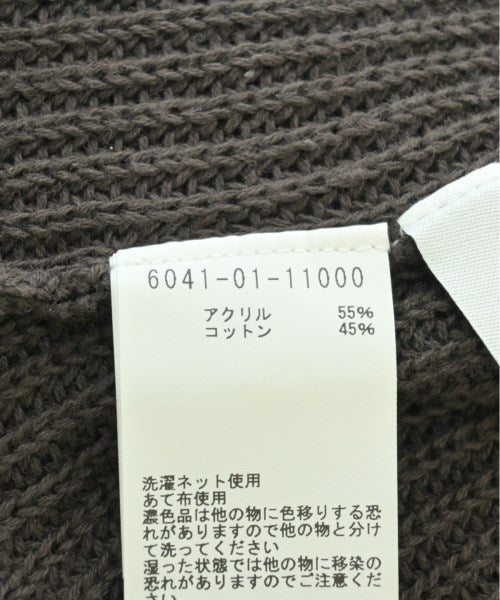 6041-01-11000
アクリル 55%
コットン 45%
洗濯ネット使用
あて布使用
濃色品は他の物に色移りする恐
れがありますので他の物と分け
て洗ってください
湿った状態では他の物に移染の
恐れがありますのでご注意くだ